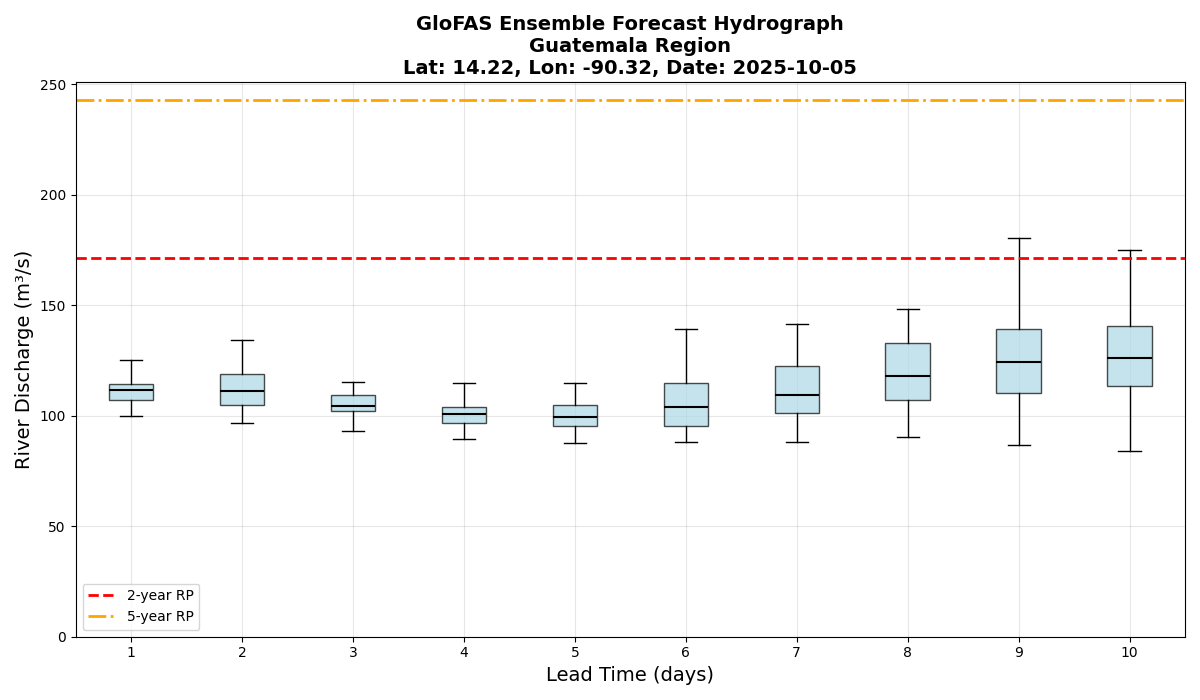 GloFAS Ensemble Forecast Hydrograph
Guatemala Region
Lat: 14.22, Lon: -90.32, Date: 2025-10-05
River Discharge (m³/s)
250
200
150
100
50
0
2-year RP
5-year RP
1 2 3 4 5 6 7 8 9 10
Lead Time (days)